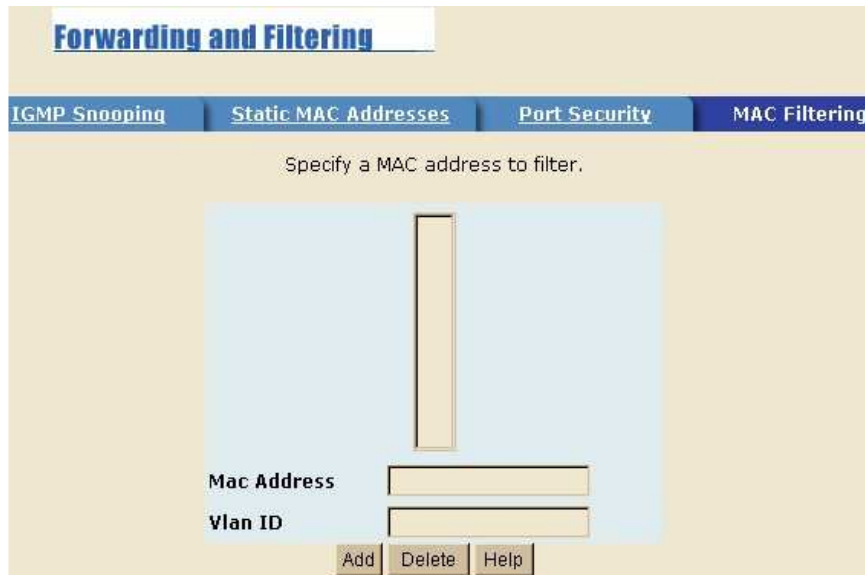 Forwarding and Filtering
IGMP Snooping Static MAC Addresses Port Security MAC Filtering
Specify a MAC address to filter.
Mac Address
Vlan ID
Add Delete Help